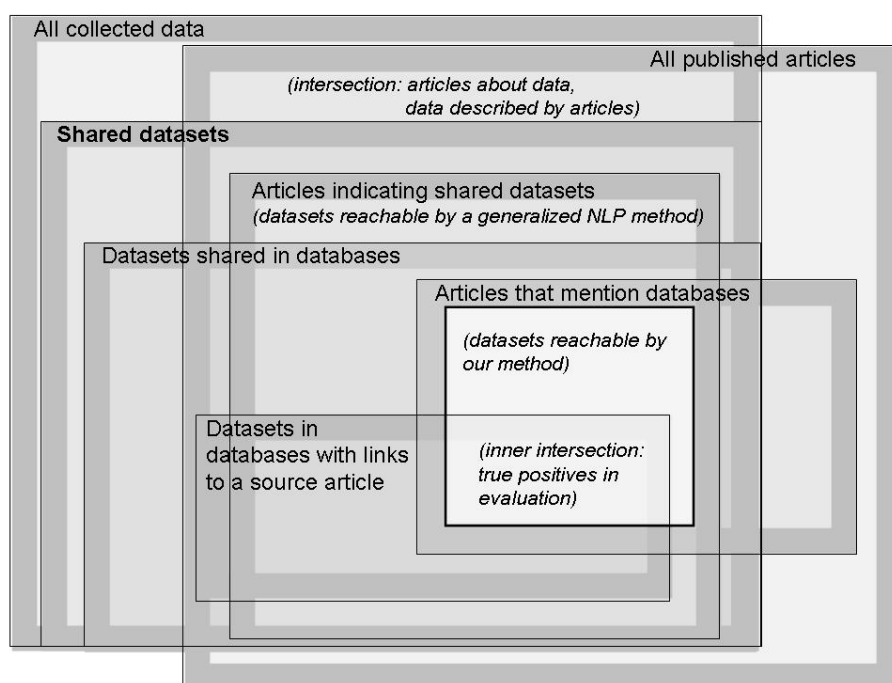 All collected data
All published articles
(intersection: articles about data,
data described by articles)
Shared datasets
Articles indicating shared datasets
(datasets reachable by a generalized NLP method)
Datasets shared in databases
Articles that mention databases
(datasets reachable by
our method)
Datasets in
databases with links
to a source article
(inner intersection:
true positives in
evaluation)